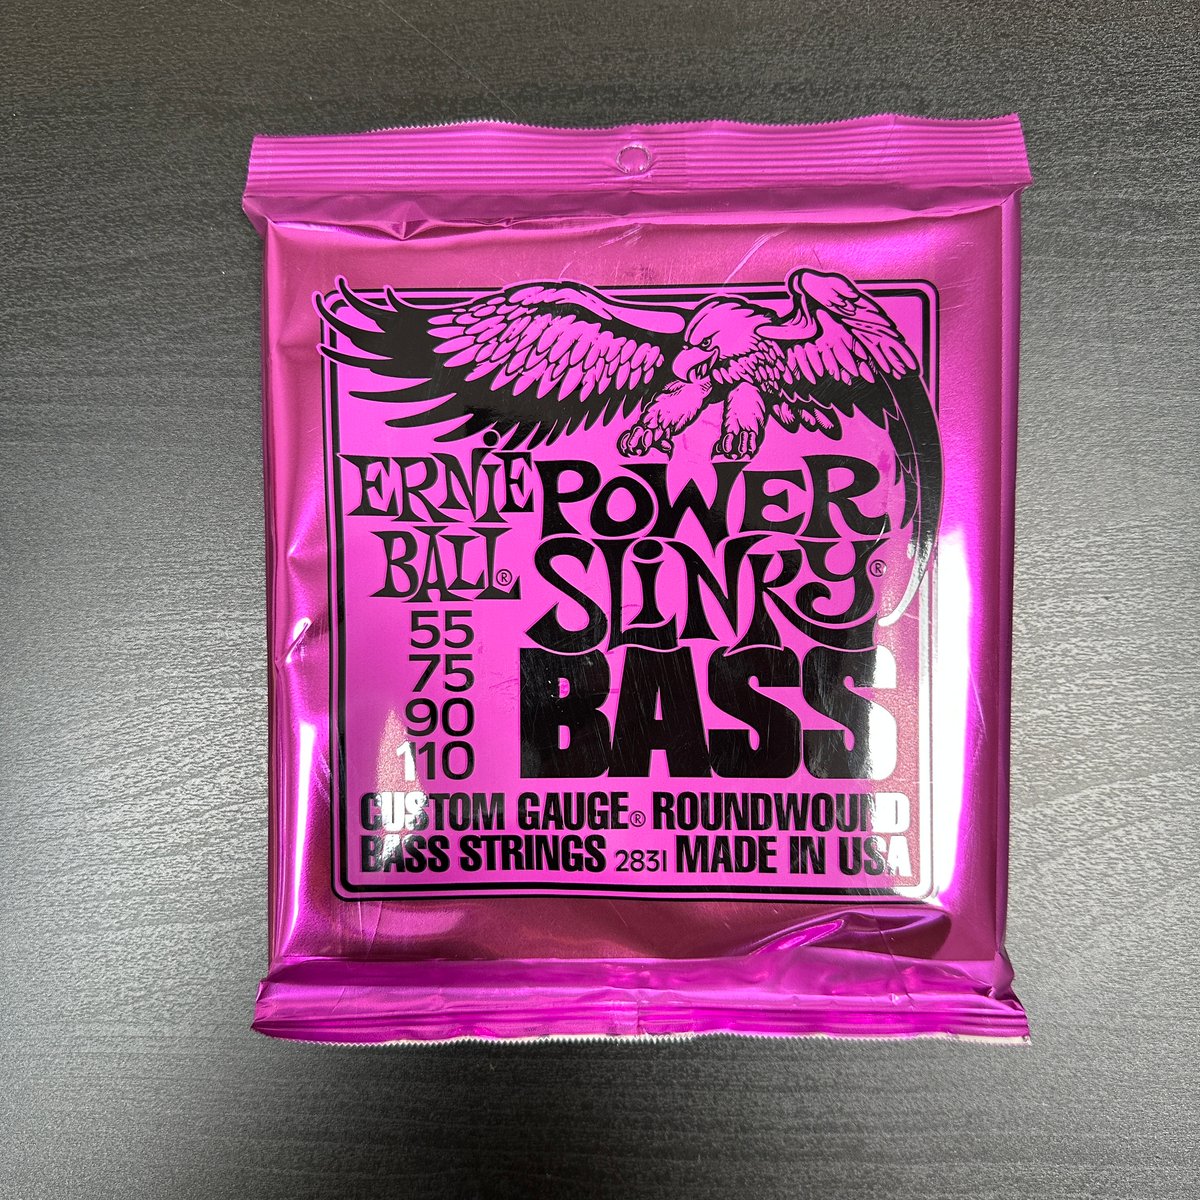 ERNIE
BALL®
POWER
SLINKY®
BASS
55
75
90
110
CUSTOM GAUGE® ROUNDWOUND
BASS STRINGS 2831 MADE IN USA